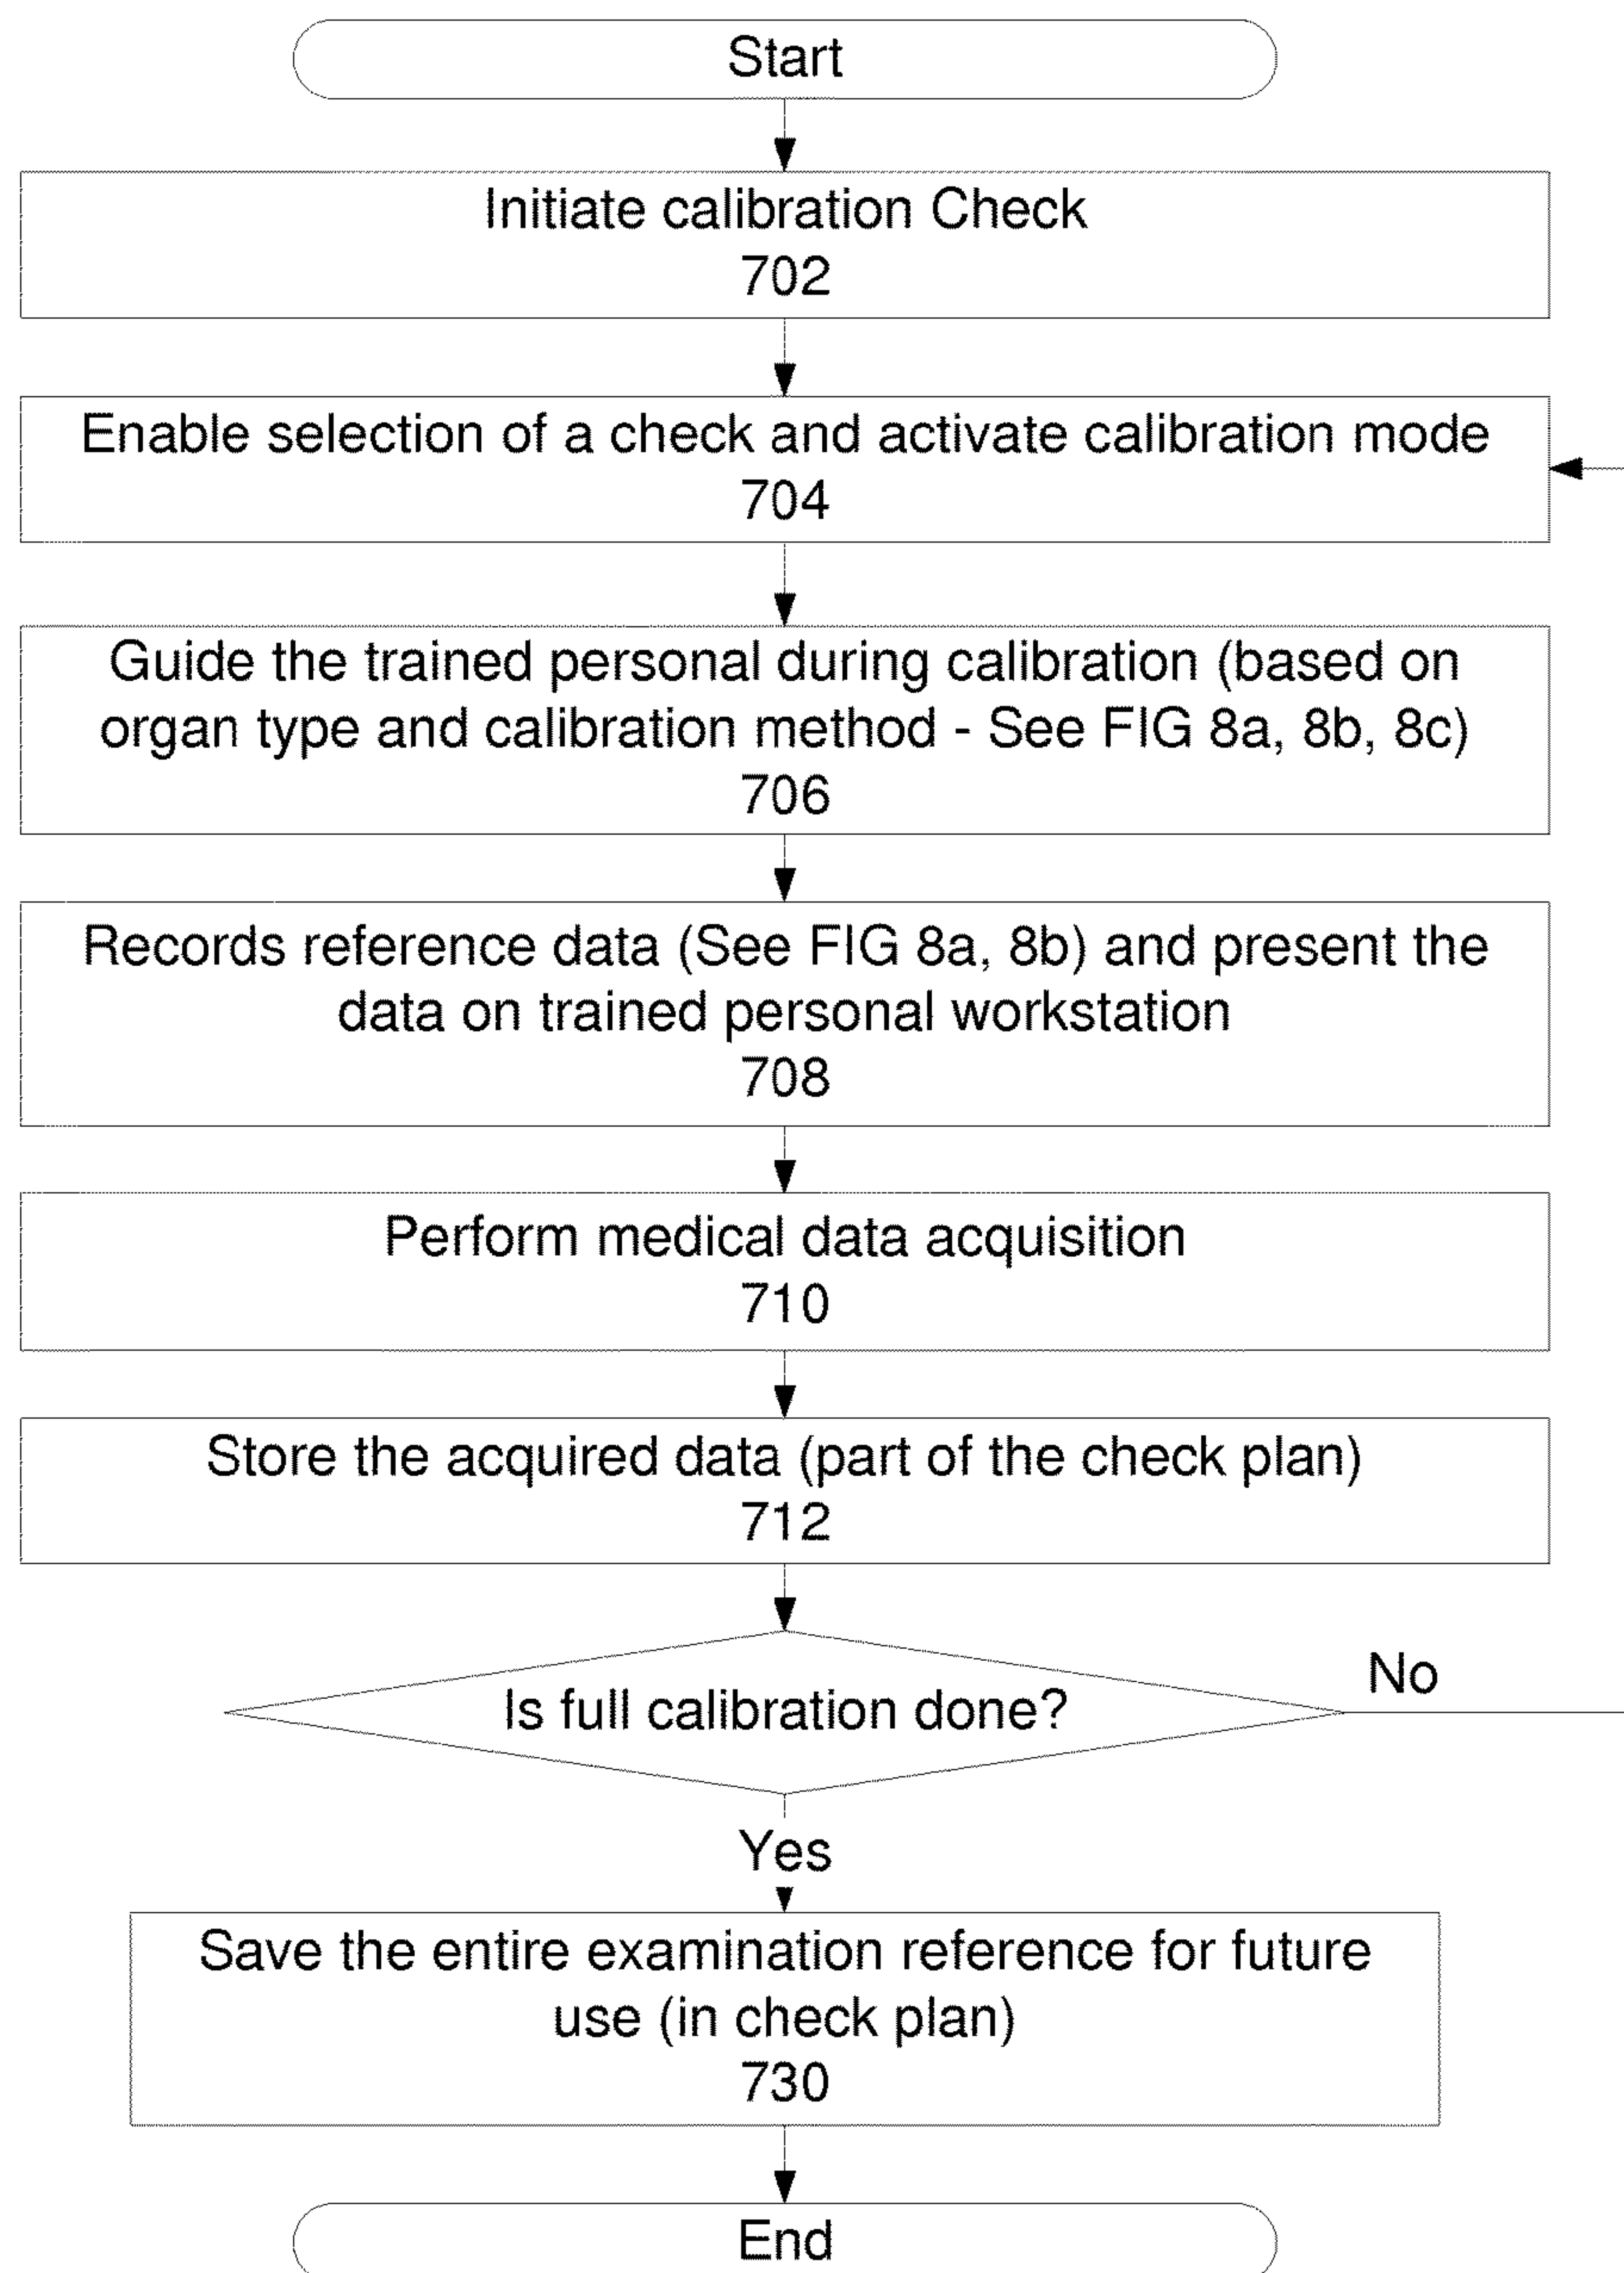 Start
Initiate calibration Check
702
Enable selection of a check and activate calibration mode
704
Guide the trained personal during calibration (based on
organ type and calibration method - See FIG 8a, 8b, 8c)
706
Records reference data (See FIG 8a, 8b) and present the
data on trained personal workstation
708
Perform medical data acquisition
710
Store the acquired data (part of the check plan)
712
Is full calibration done?
No
Yes
Save the entire examination reference for future
use (in check plan)
730
End